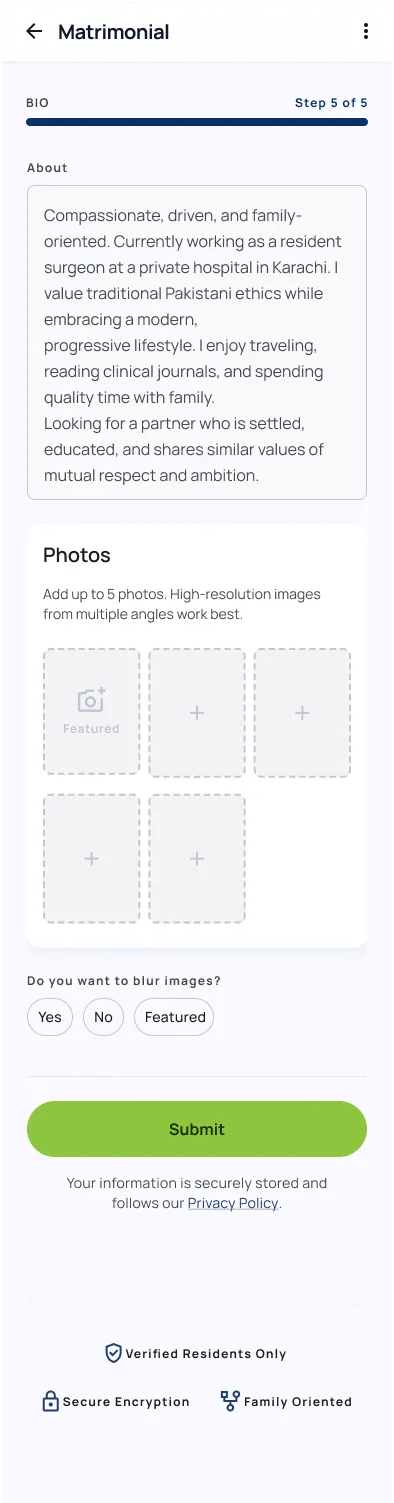 Matrimonial
BIO
Step 5 of 5
About
Compassionate, driven, and family-
oriented. Currently working as a resident
surgeon at a private hospital in Karachi. I
value traditional Pakistani ethics while
embracing a modern,
progressive lifestyle. I enjoy traveling,
reading clinical journals, and spending
quality time with family.
Looking for a partner who is settled,
educated, and shares similar values of
mutual respect and ambition.
Photos
Add up to 5 photos. High-resolution images
from multiple angles work best.
Featured
Do you want to blur images?
Yes
No
Featured
Submit
Your information is securely stored and
follows our Privacy Policy.
Verified Residents Only
Secure Encryption
Family Oriented